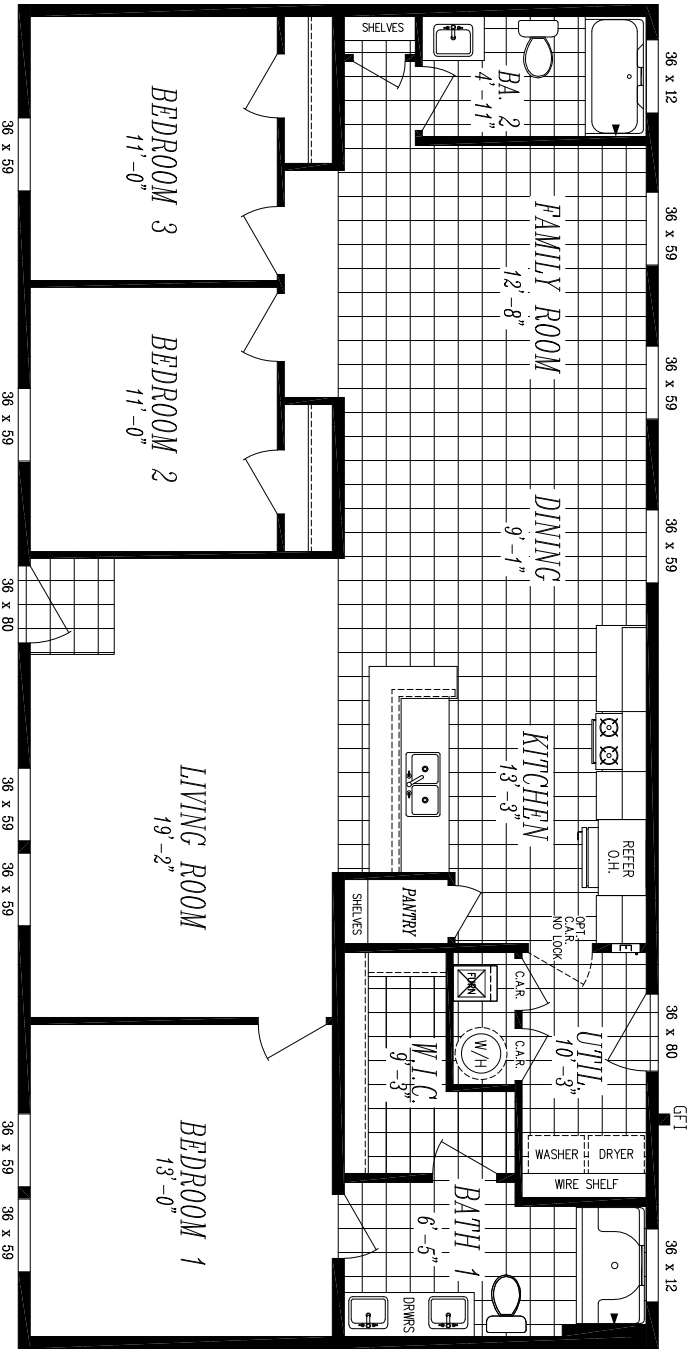 36 x 12
36 x 59
36 x 59
36 x 59
36 x 80
GFI
36 x 12
SHELVES
BA. 2
4'-11"
FAMILY ROOM
12'-8"
DINING
9'-1"
KITCHEN
13'-3"
REFER
O.H.
OPT.
C.A.R.
NO LOCK
E
UTIL.
10'-3"
C.A.R.
C.A.R.
FURN
W/H
WASHER
DRYER
WIRE SHELF
PANTRY
SHELVES
W.I.C.
9'-3"
BATH 1
6'-5"
DRWRS
BEDROOM 3
11'-0"
BEDROOM 2
11'-0"
LIVING ROOM
19'-2"
BEDROOM 1
13'-0"
36 x 59
36 x 59
36 x 80
36 x 59
36 x 59
36 x 59
36 x 59